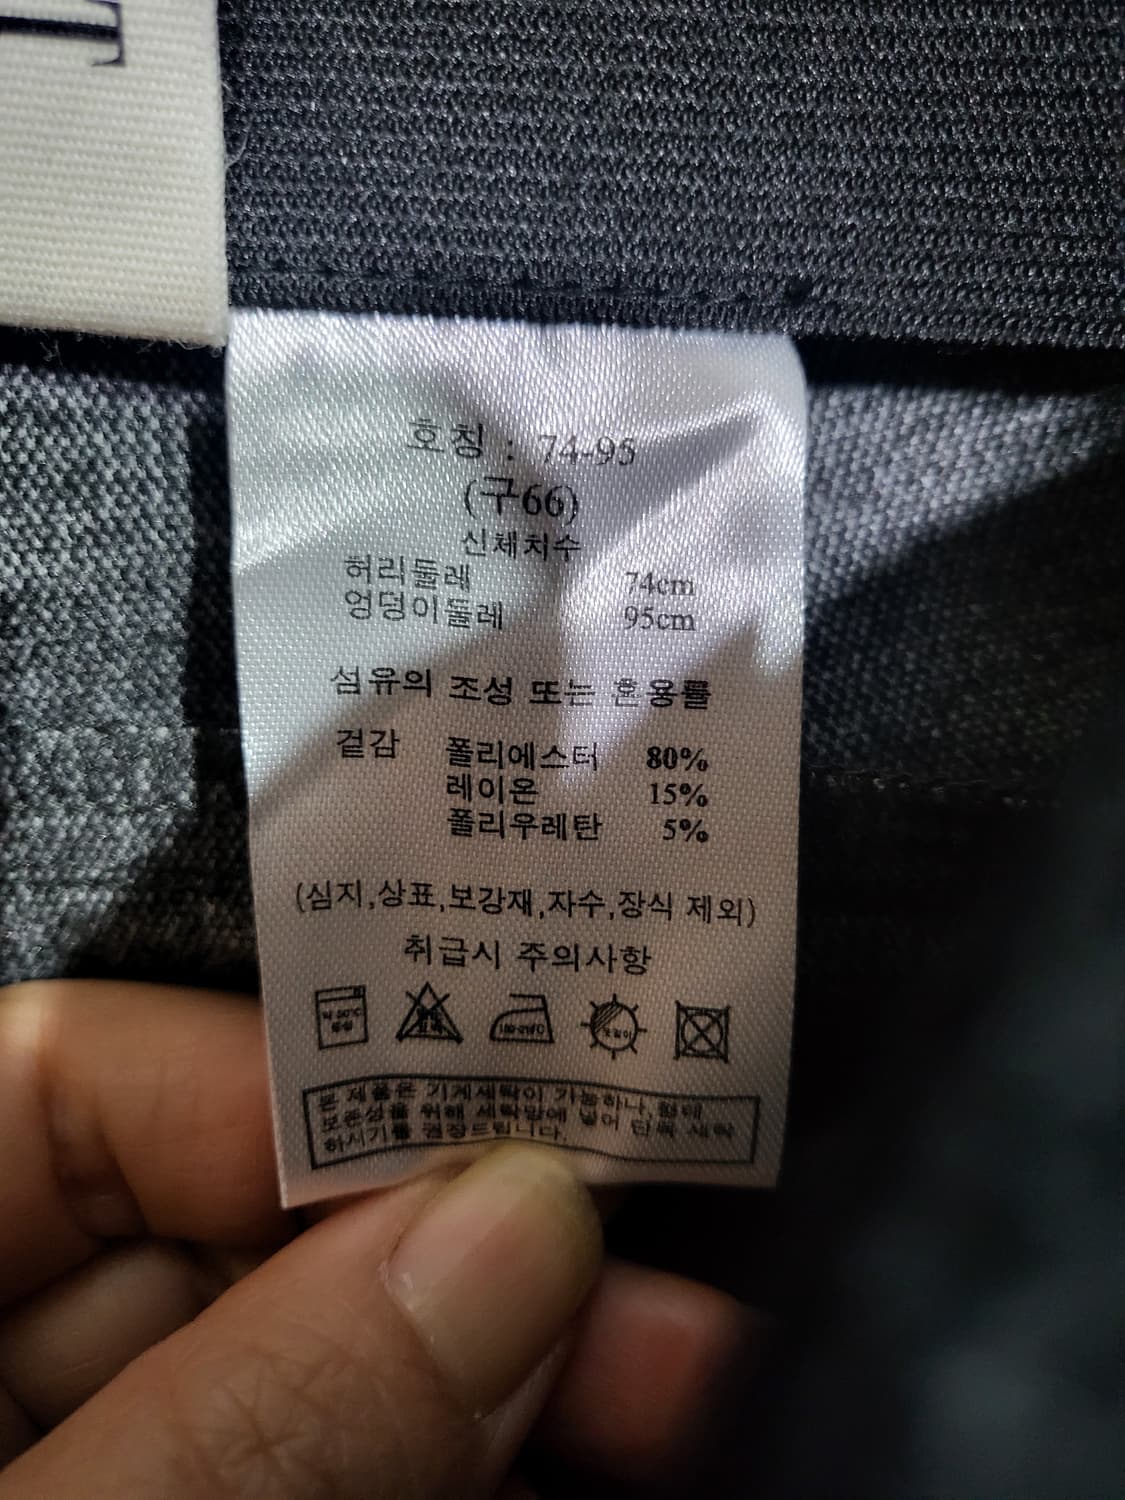 T
호칭 : 74-95
(구66)
신체치수
허리둘레 74cm
엉덩이둘레 95cm
섬유의 조성 또는 혼용률
겉감 폴리에스터 80%
레이온 15%
폴리우레탄 5%
(심지,상표,보강재,자수,장식 제외)
취급시 주의사항
본 제품은 기계세탁이 가능하나,형태
보존성을 위해 세탁망에 넣어 단독 세탁
하시기를 권장드립니다.